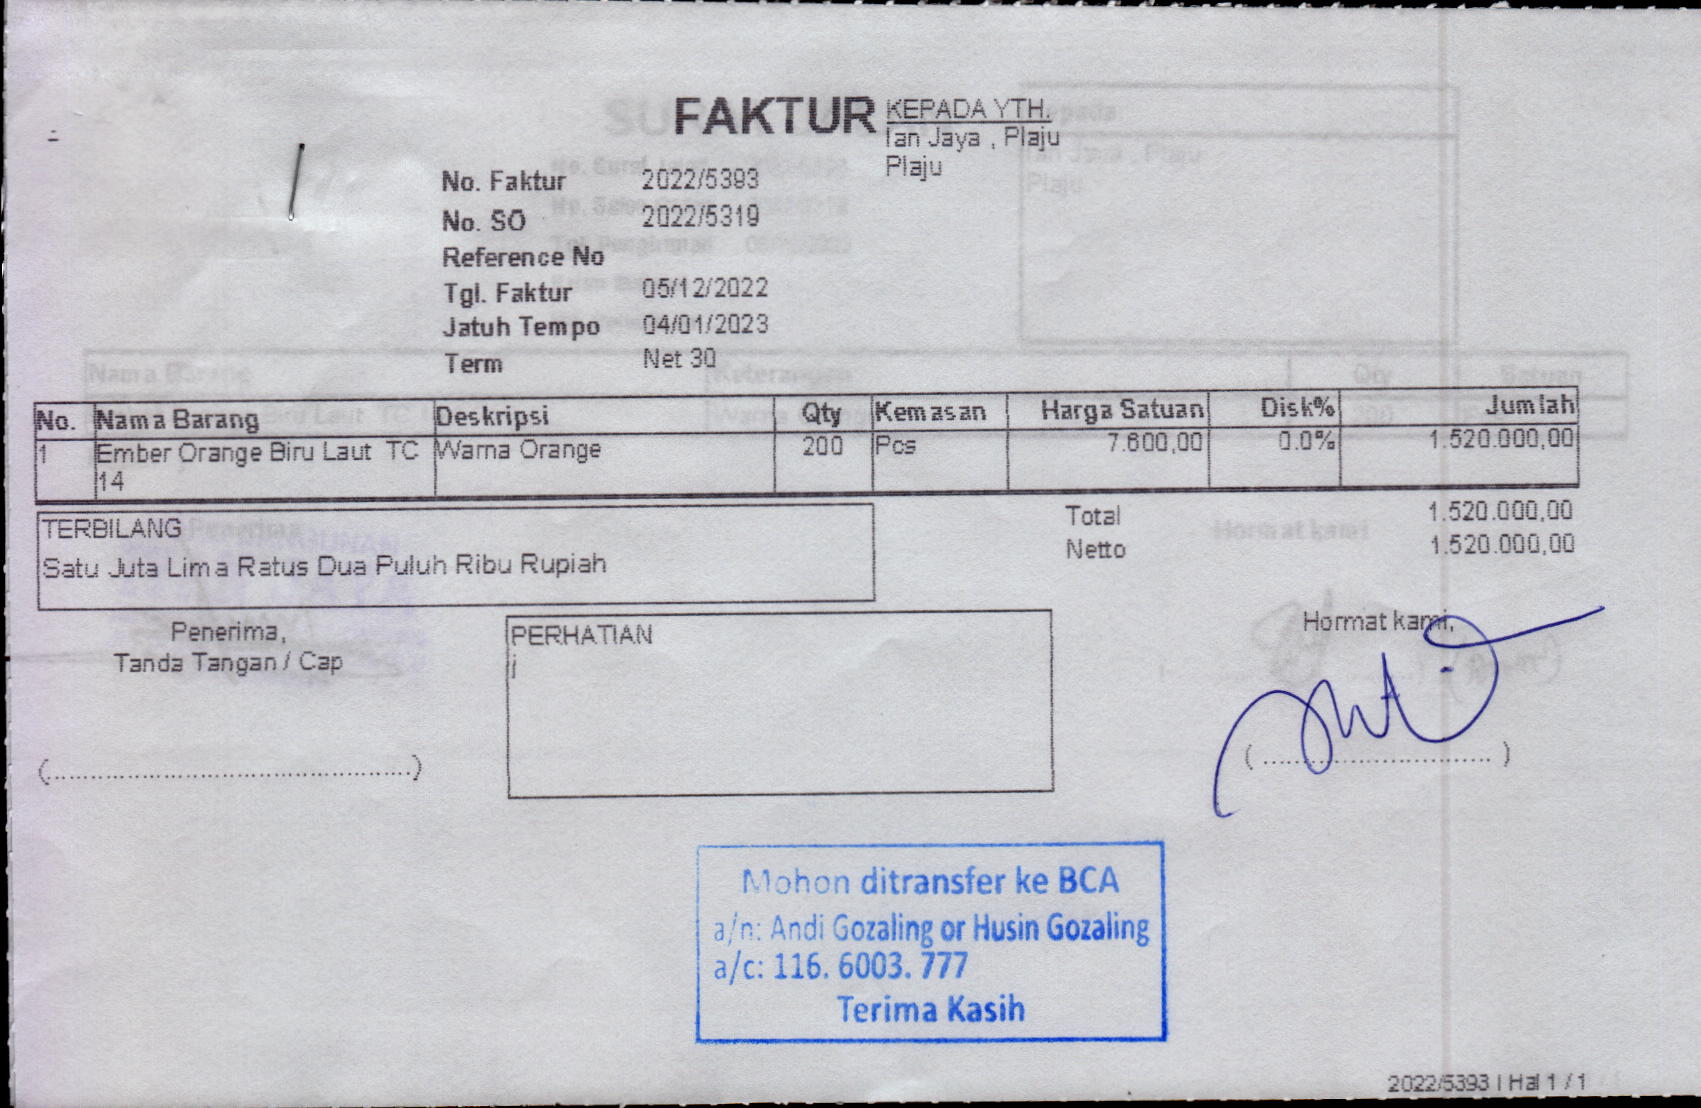 FAKTUR
KEPADA YTH.
Ian Jaya , Plaju
Plaju
No. Faktur 2022/5393
No. SO 2022/5319
Reference No
Tgl. Faktur 05/12/2022
Jatuh Tempo 04/01/2023
Term Net 30
No. Nama Barang Deskripsi Qty Kemasan Harga Satuan Disk% Jumlah
1 Ember Orange Biru Laut TC 14 Warna Orange 200 Pcs 7.600,00 0.0% 1.520.000,00
TERBILANG
Satu Juta Lima Ratus Dua Puluh Ribu Rupiah
Total 1.520.000,00
Netto 1.520.000,00
Penerima,
Tanda Tangan / Cap
(................................................)
PERHATIAN
j
Hormat kami,
(................................)
Mohon ditransfer ke BCA
a/n: Andi Gozaling or Husin Gozaling
a/c: 116. 6003. 777
Terima Kasih
2022/5393 | Hal 1 / 1